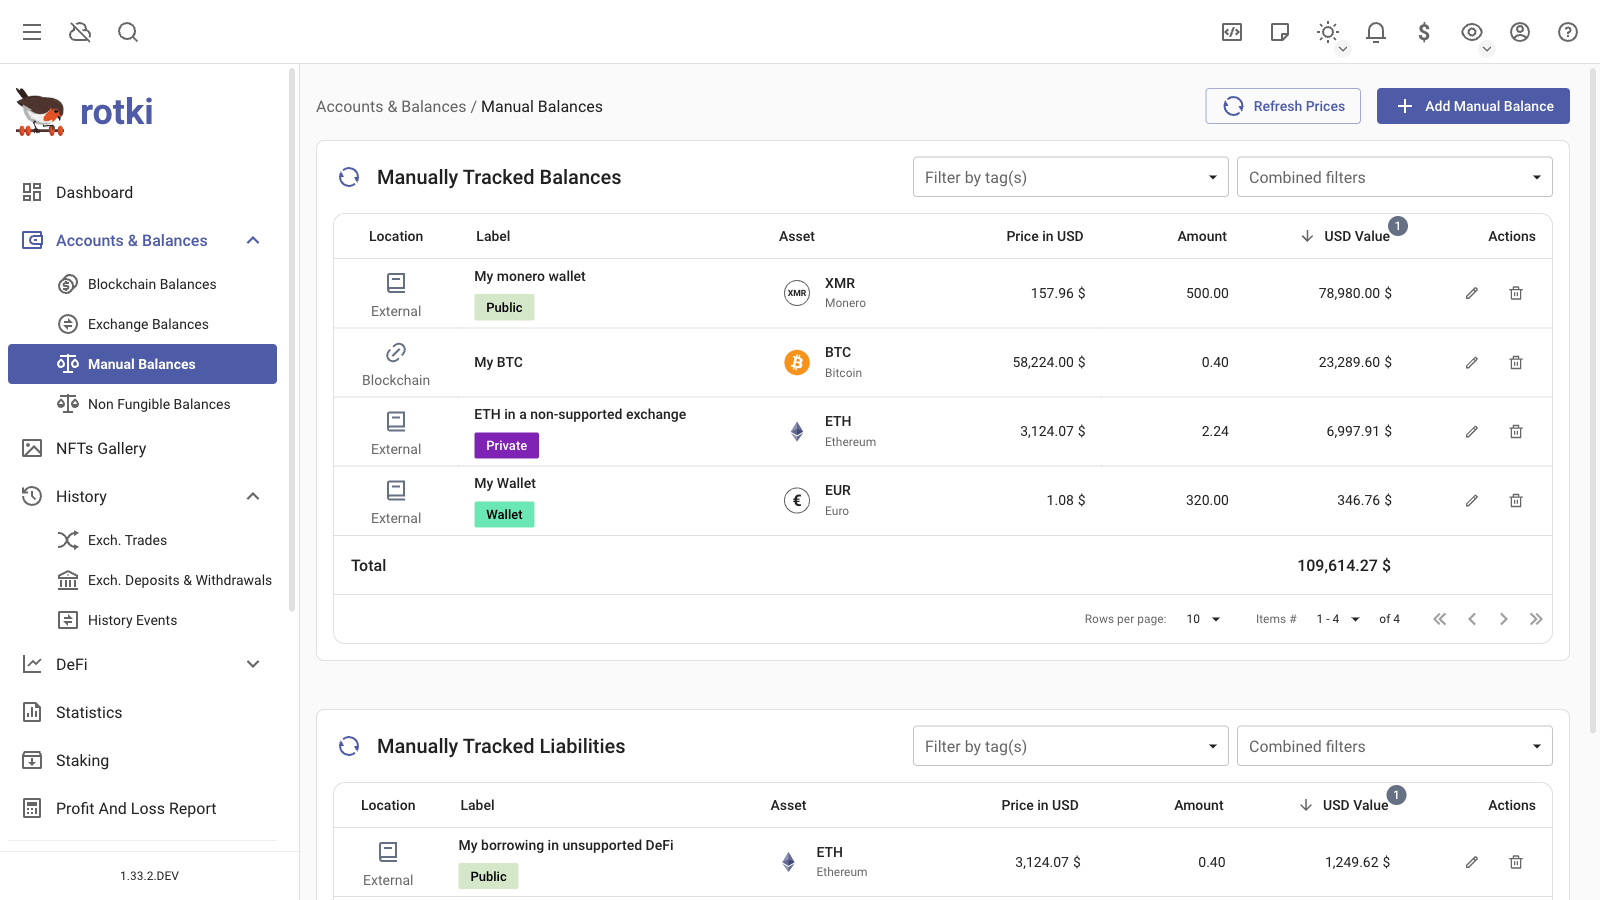 rotki
Dashboard
Accounts & Balances
Blockchain Balances
Exchange Balances
Manual Balances
Non Fungible Balances
NFTs Gallery
History
Exch. Trades
Exch. Deposits & Withdrawals
History Events
DeFi
Statistics
Staking
Profit And Loss Report
1.33.2.DEV
Accounts & Balances / Manual Balances
Refresh Prices
Add Manual Balance
Manually Tracked Balances
Filter by tag(s)
Combined filters
Location Label Asset Price in USD Amount USD Value 1 Actions
External My monero wallet Public XMR XMR Monero 157.96 $ 500.00 78,980.00 $
Blockchain My BTC BTC Bitcoin 58,224.00 $ 0.40 23,289.60 $
External ETH in a non-supported exchange Private ETH Ethereum 3,124.07 $ 2.24 6,997.91 $
External My Wallet Wallet € EUR Euro 1.08 $ 320.00 346.76 $
Total 109,614.27 $
Rows per page: 10 Items # 1 - 4 of 4
Manually Tracked Liabilities
Filter by tag(s)
Combined filters
Location Label Asset Price in USD Amount USD Value 1 Actions
External My borrowing in unsupported DeFi Public ETH Ethereum 3,124.07 $ 0.40 1,249.62 $